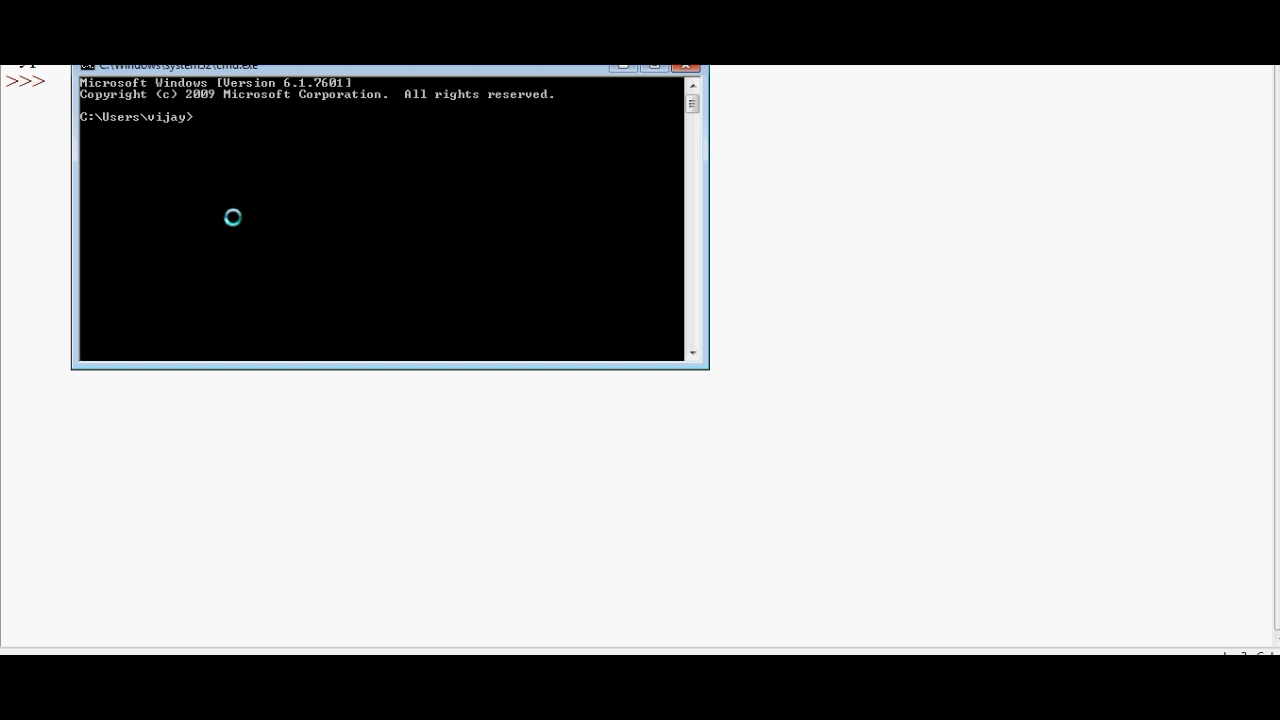 C:\Windows\system32\cmd.exe
>>>
Microsoft Windows [Version 6.1.7601]
Copyright (c) 2009 Microsoft Corporation.  All rights reserved.
C:\Users\vijay>